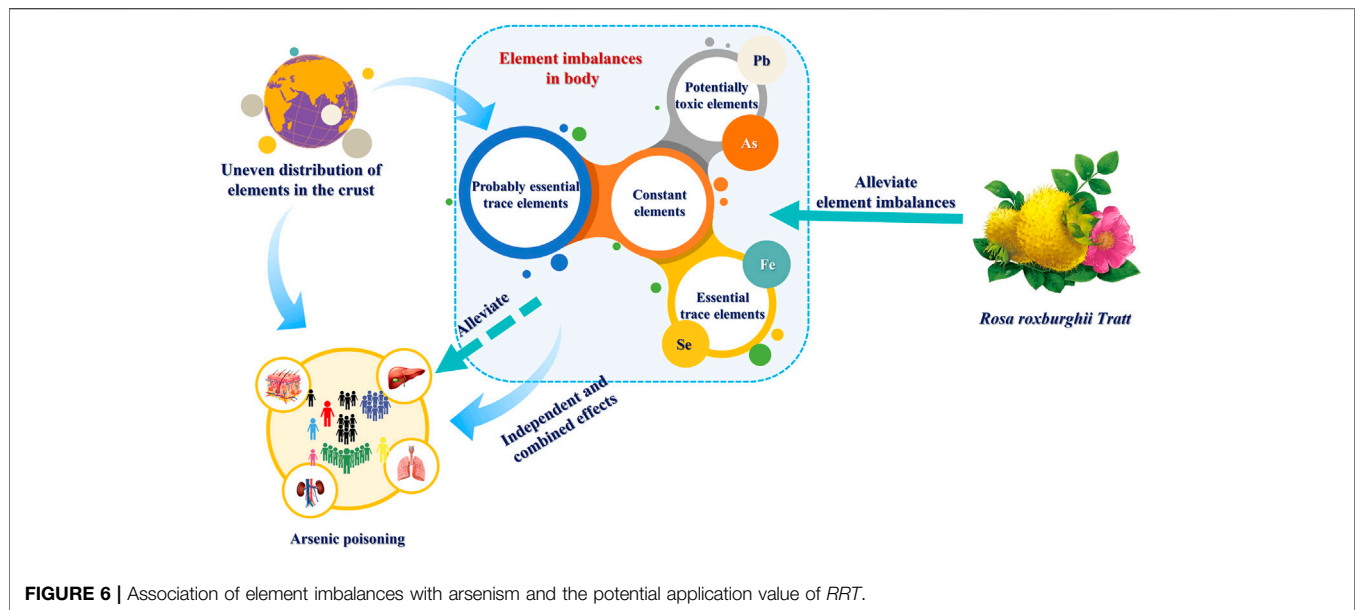 Element imbalances
in body
Pb
Potentially
toxic elements
As
Uneven distribution of
elements in the crust
Probably essential
trace elements
Constant
elements
Alleviate
element imbalances
Fe
Essential
trace elements
Se
Rosa roxburghii Tratt
Alleviate
Independent and
combined effects
Arsenic poisoning
FIGURE 6 | Association of element imbalances with arsenism and the potential application value of RRT.